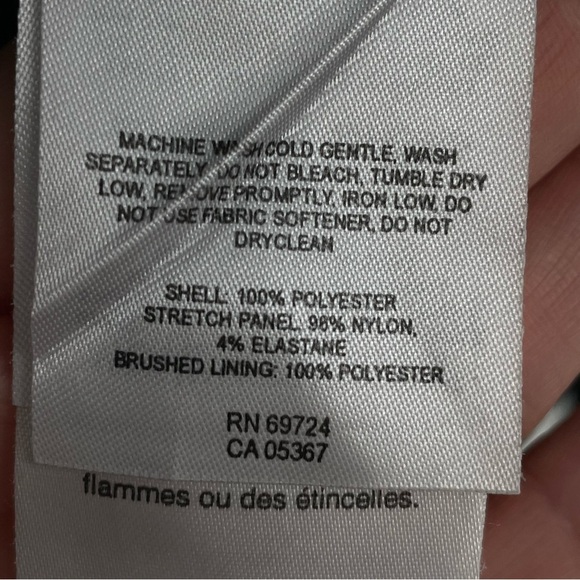 MACHINE WASH COLD GENTLE, WASH
SEPARATELY, DO NOT BLEACH, TUMBLE DRY
LOW, REMOVE PROMPTLY, IRON LOW, DO
NOT USE FABRIC SOFTENER, DO NOT
DRYCLEAN
SHELL: 100% POLYESTER
STRETCH PANEL: 96% NYLON,
4% ELASTANE
BRUSHED LINING: 100% POLYESTER
RN 69724
CA 05367
flammes ou des étincelles.